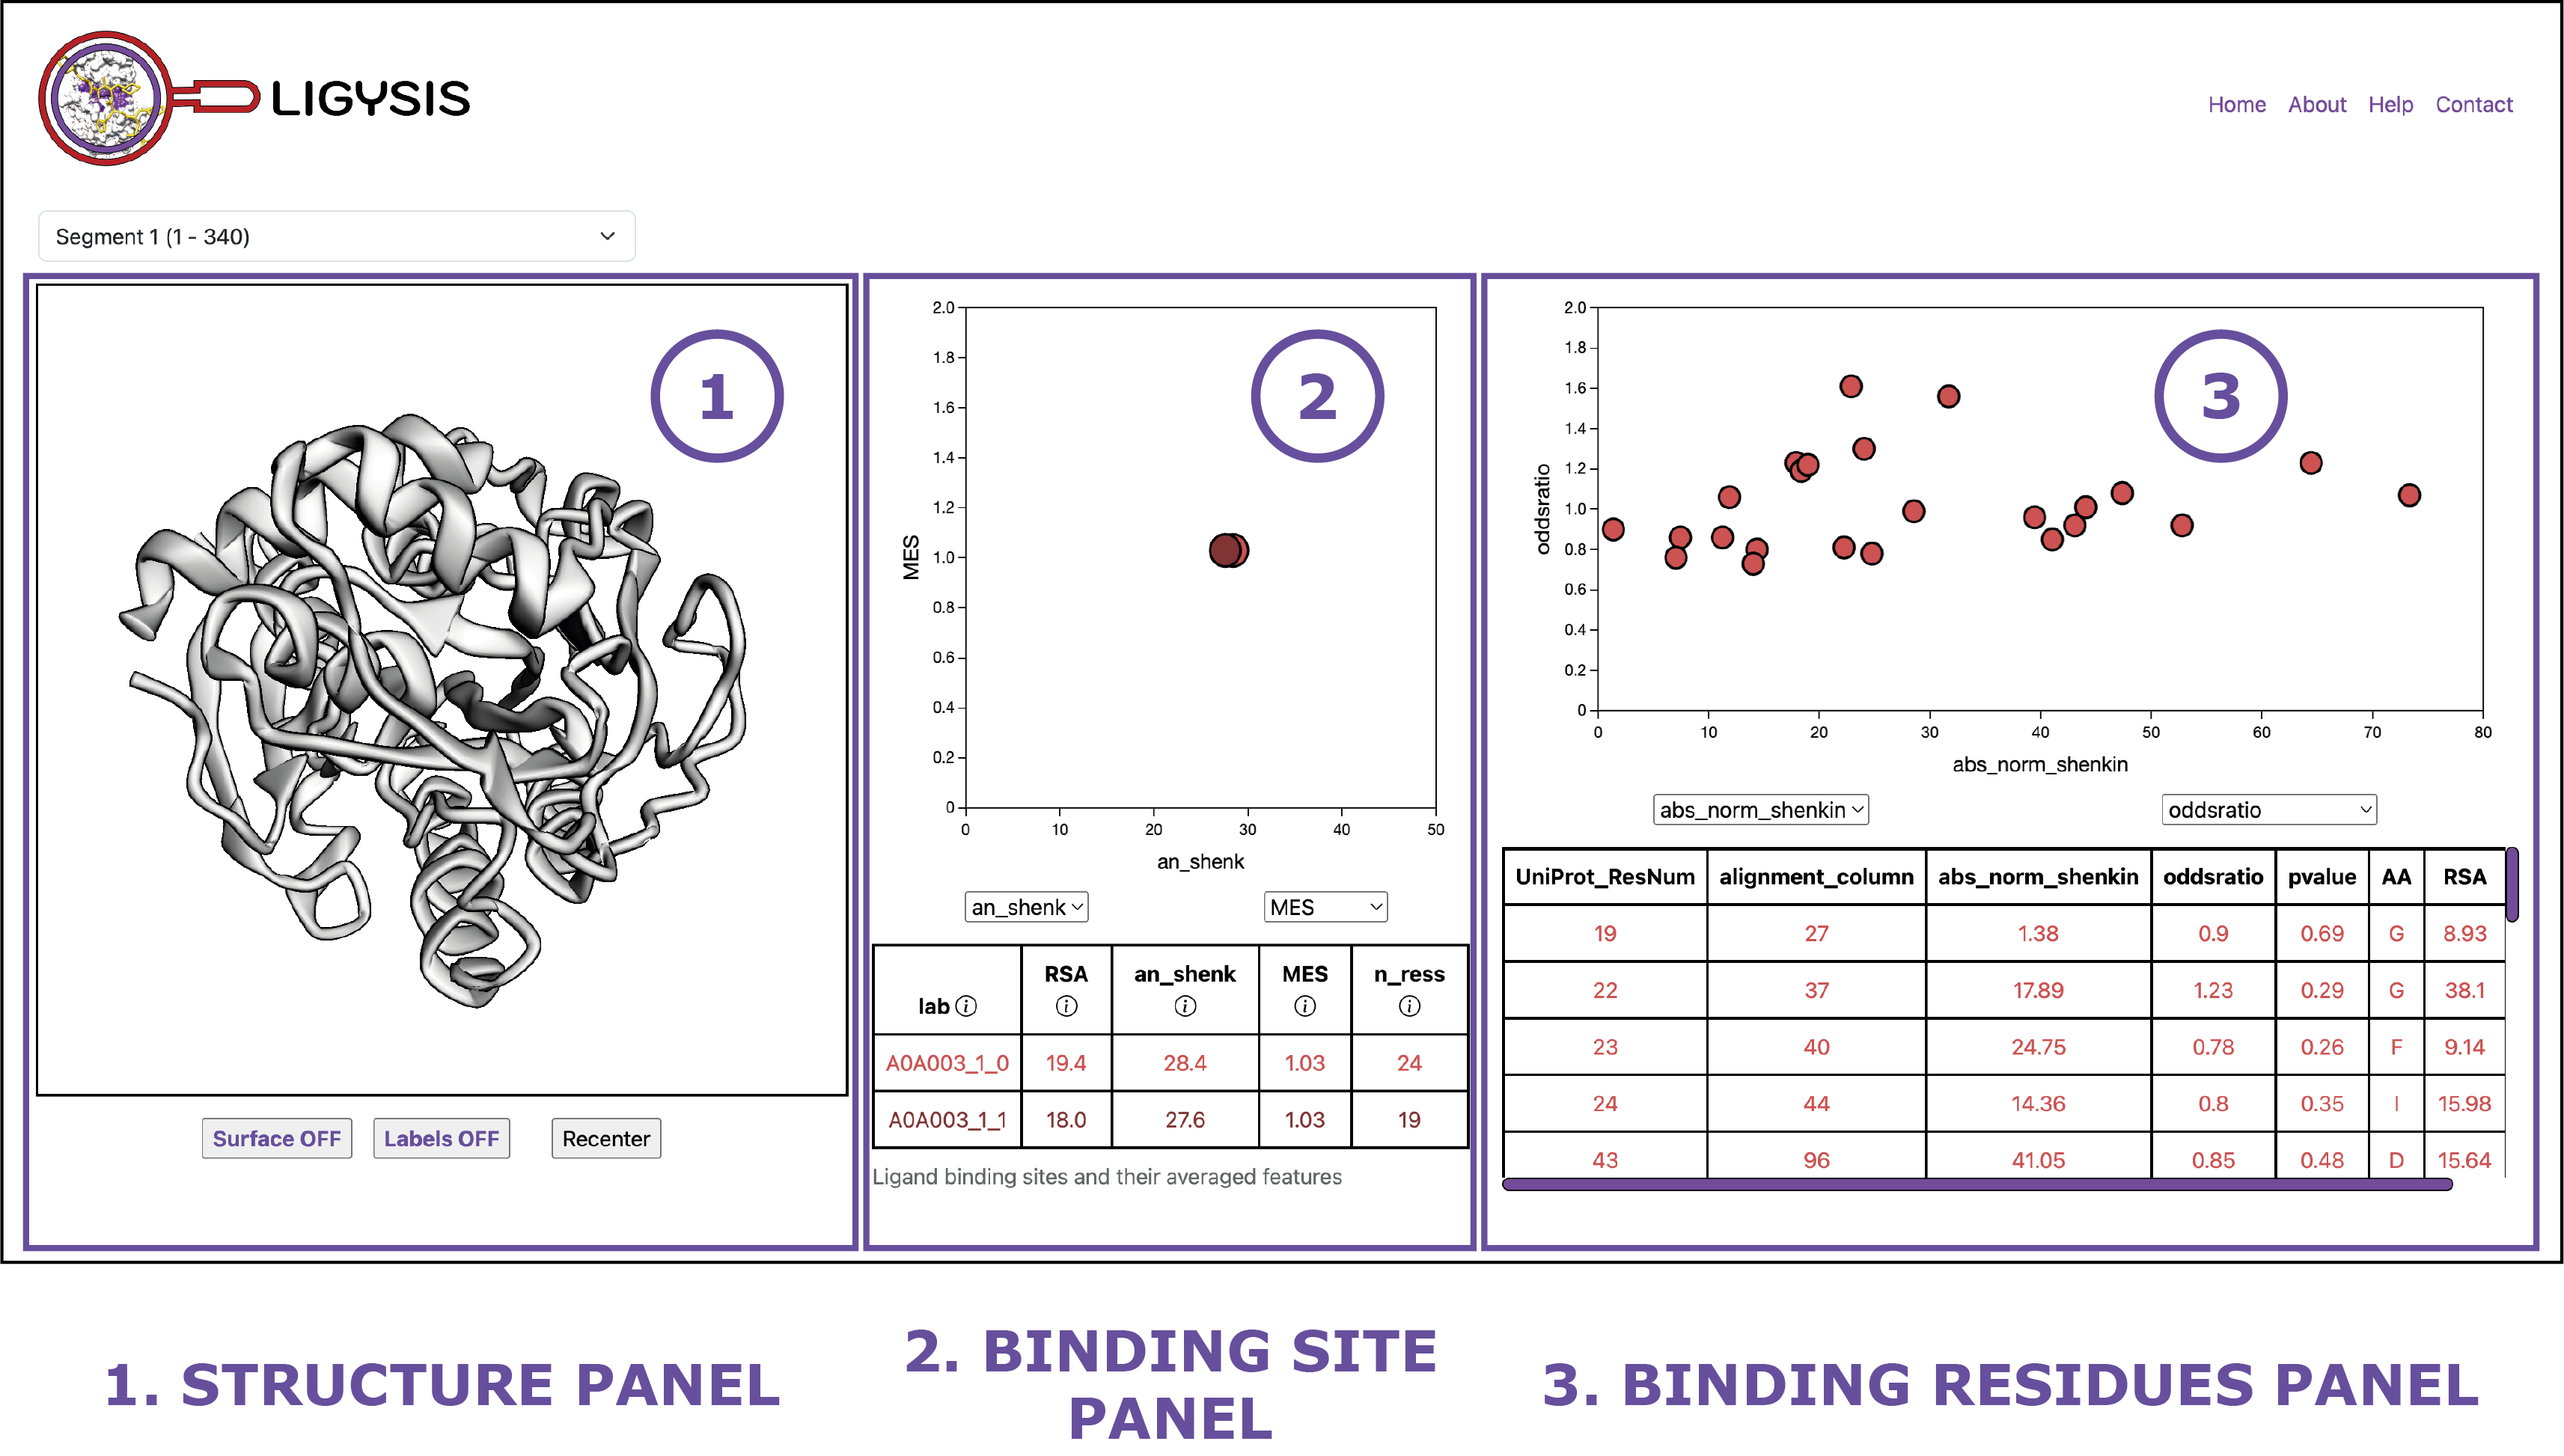 LIGYSIS
Home About Help Contact
Segment 1 (1 - 340)
1
Surface OFF Labels OFF Recenter
2
2.0
1.8
1.6
1.4
1.2
1.0
0.8
0.6
0.4
0.2
0
MES
0 10 20 30 40 50
an_shenk
an_shenk MES
lab RSA an_shenk MES n_ress
A0A003_1_0 19.4 28.4 1.03 24
A0A003_1_1 18.0 27.6 1.03 19
Ligand binding sites and their averaged features
3
2.0
1.8
1.6
1.4
1.2
1.0
0.8
0.6
0.4
0.2
0
oddsratio
0 10 20 30 40 50 60 70 80
abs_norm_shenkin
abs_norm_shenkin oddsratio
UniProt_ResNum alignment_column abs_norm_shenkin oddsratio pvalue AA RSA
19 27 1.38 0.9 0.69 G 8.93
22 37 17.89 1.23 0.29 G 38.1
23 40 24.75 0.78 0.26 F 9.14
24 44 14.36 0.8 0.35 I 15.98
43 96 41.05 0.85 0.48 D 15.64
1. STRUCTURE PANEL
2. BINDING SITE
PANEL
3. BINDING RESIDUES PANEL